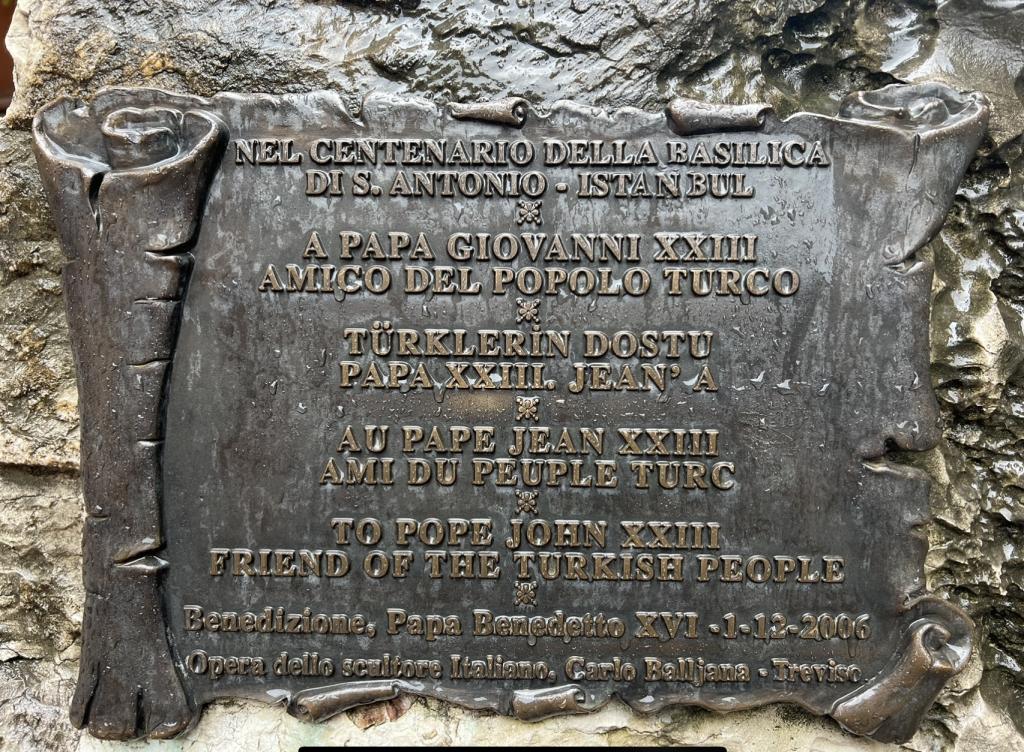 NEL CENTENARIO DELLA BASILICA
DI S. ANTONIO - ISTANBUL
A PAPA GIOVANNI XXIII
AMICO DEL POPOLO TURCO
TÜRKLERİN DOSTU
PAPA XXIII. JEAN' A
AU PAPE JEAN XXIII
AMI DU PEUPLE TURC
TO POPE JOHN XXIII
FRIEND OF THE TURKISH PEOPLE
Benedizione, Papa Benedetto XVI -1-12-2006
Opera dello scultore Italiano, Carlo Balljana - Treviso